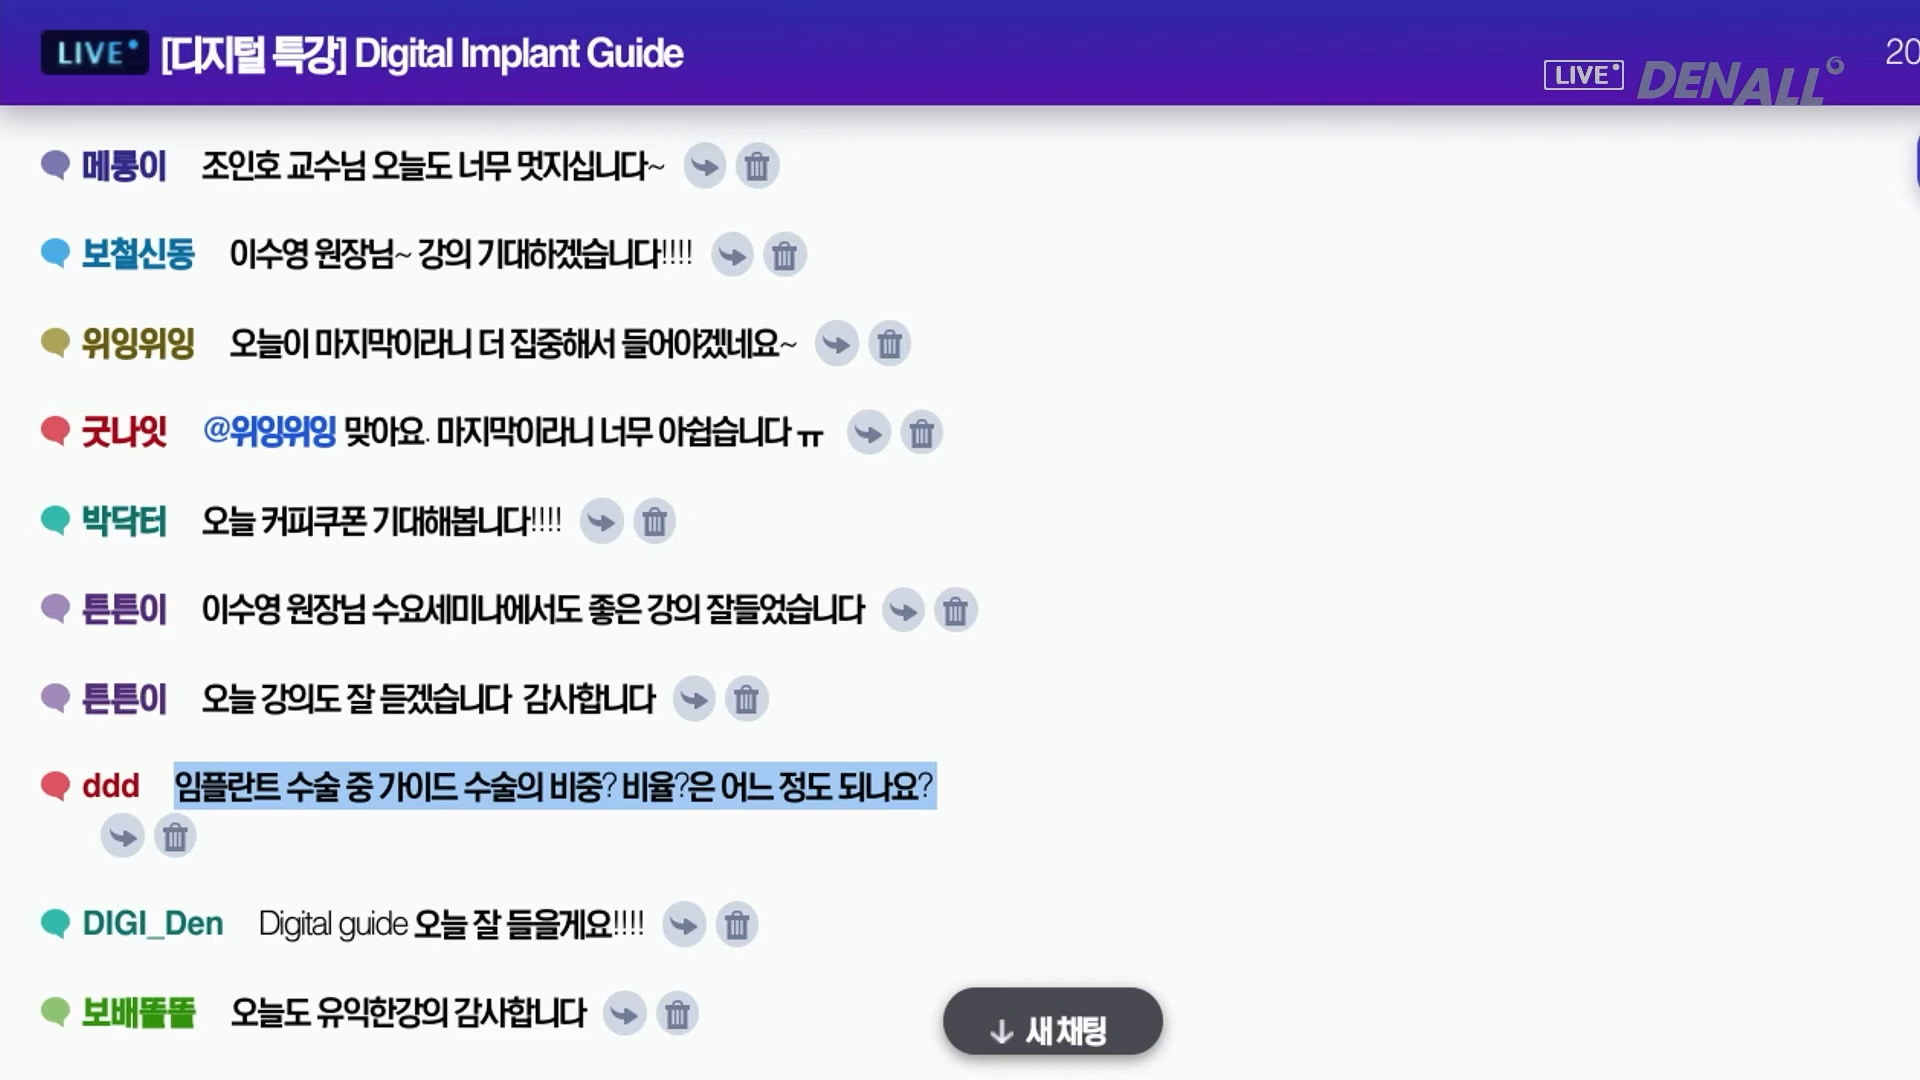 LIVE [디지털 특강] Digital Implant Guide
LIVE DENALL
20
메롱이 조인호 교수님 오늘도 너무 멋지십니다~
보철신동 이수영 원장님~ 강의 기대하겠습니다!!!!
위잉위잉 오늘이 마지막이라니 더 집중해서 들어야겠네요~
굿나잇 @위잉위잉 맞아요. 마지막이라니 너무 아쉽습니다 ㅠ
박닥터 오늘 커피쿠폰 기대해봅니다!!!!
튼튼이 이수영 원장님 수요세미나에서도 좋은 강의 잘들었습니다
튼튼이 오늘 강의도 잘 듣겠습니다 감사합니다
ddd 임플란트 수술 중 가이드 수술의 비중? 비율?은 어느 정도 되나요?
DIGI_Den Digital guide 오늘 잘 들을게요!!!!
보배똘똘 오늘도 유익한강의 감사합니다
↓ 새 채팅